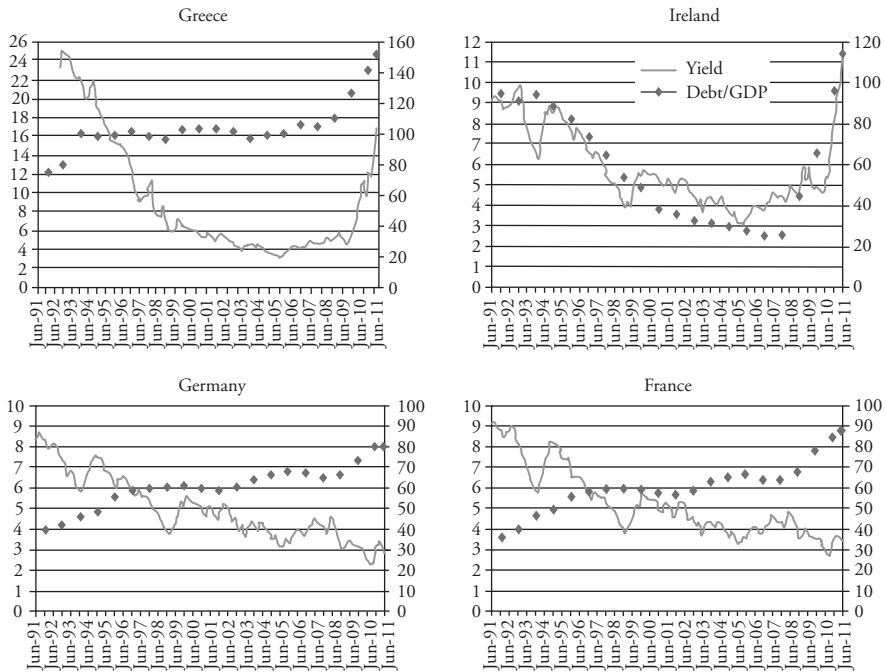 Greece
26
24
22
20
18
16
14
12
10
8
6
4
2
0
160
140
120
100
80
60
40
20
0
Jun-91
Jun-92
Jun-93
Jun-94
Jun-95
Jun-96
Jun-97
Jun-98
Jun-99
Jun-00
Jun-01
Jun-02
Jun-03
Jun-04
Jun-05
Jun-06
Jun-07
Jun-08
Jun-09
Jun-10
Jun-11
Ireland
Yield
Debt/GDP
12
11
10
9
8
7
6
5
4
3
2
1
0
120
100
80
60
40
20
0
Jun-91
Jun-92
Jun-93
Jun-94
Jun-95
Jun-96
Jun-97
Jun-98
Jun-99
Jun-00
Jun-01
Jun-02
Jun-03
Jun-04
Jun-05
Jun-06
Jun-07
Jun-08
Jun-09
Jun-10
Jun-11
Germany
10
9
8
7
6
5
4
3
2
1
0
100
90
80
70
60
50
40
30
20
10
0
Jun-91
Jun-92
Jun-93
Jun-94
Jun-95
Jun-96
Jun-97
Jun-98
Jun-99
Jun-00
Jun-01
Jun-02
Jun-03
Jun-04
Jun-05
Jun-06
Jun-07
Jun-08
Jun-09
Jun-10
Jun-11
France
10
9
8
7
6
5
4
3
2
1
0
100
90
80
70
60
50
40
30
20
10
0
Jun-91
Jun-92
Jun-93
Jun-94
Jun-95
Jun-96
Jun-97
Jun-98
Jun-99
Jun-00
Jun-01
Jun-02
Jun-03
Jun-04
Jun-05
Jun-06
Jun-07
Jun-08
Jun-09
Jun-10
Jun-11